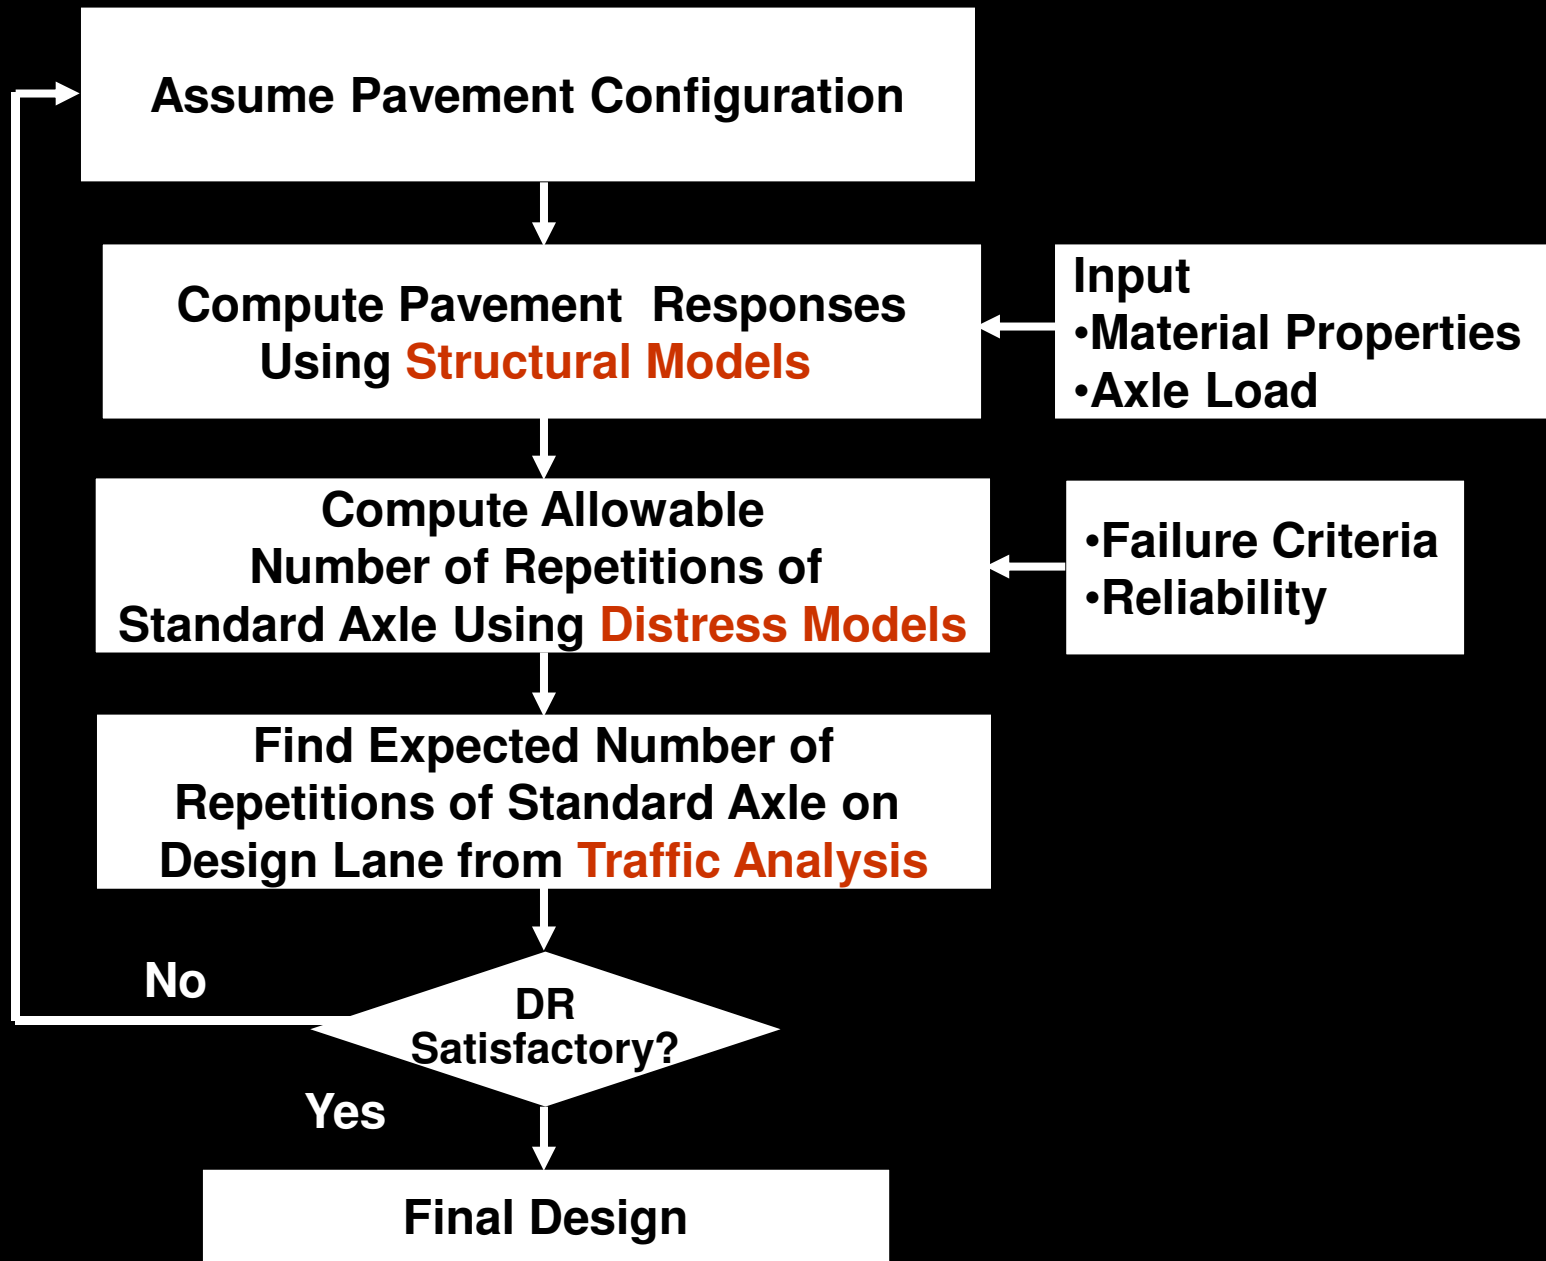 Assume Pavement Configuration
Compute Pavement  Responses
Using Structural Models
Input
•Material Properties
•Axle Load
Compute Allowable
Number of Repetitions of
Standard Axle Using Distress Models
•Failure Criteria
•Reliability
Find Expected Number of
Repetitions of Standard Axle on
Design Lane from Traffic Analysis
No
DR
Satisfactory?
Yes
Final Design